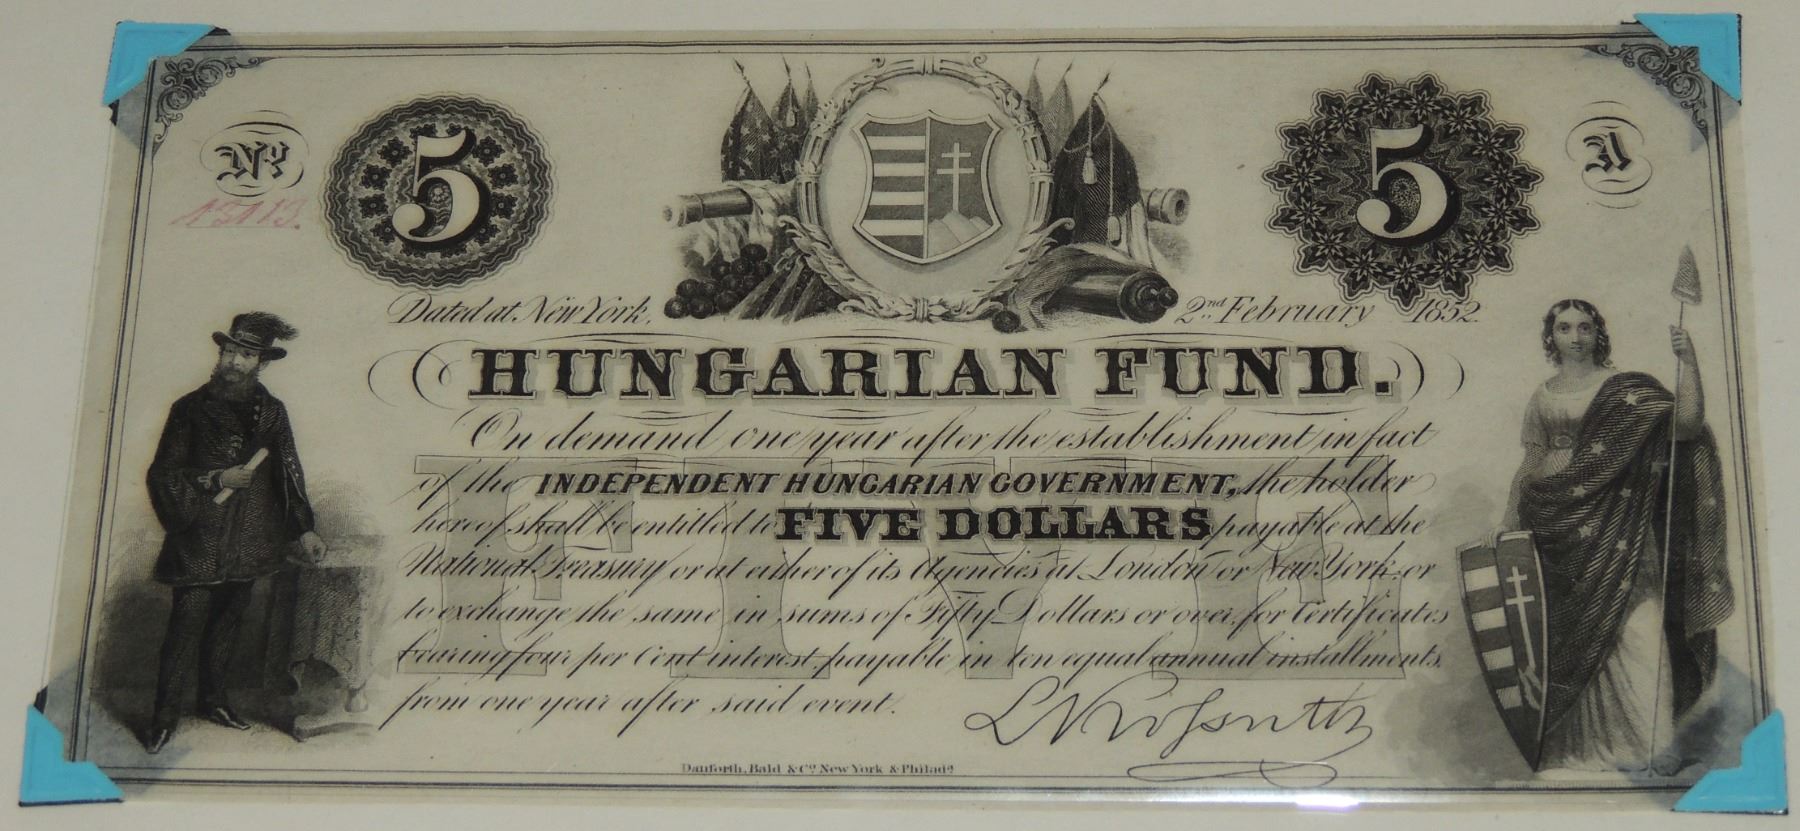 No
5
5
A
Dated at New York, 2nd February 1852.
HUNGARIAN FUND.
On demand one year after the establishment in fact
of the INDEPENDENT HUNGARIAN GOVERNMENT, the holder
hereof shall be entitled to FIVE DOLLARS payable at the
National Treasury or at either of its Agencies at London or New York or
to exchange the same in sums of Fifty Dollars or over, for Certificates
bearing four per Cent interest payable in ten equal annual installments,
from one year after said event.
FIVE
L Kossuth
Danforth, Bald & Co. New York & Philada.